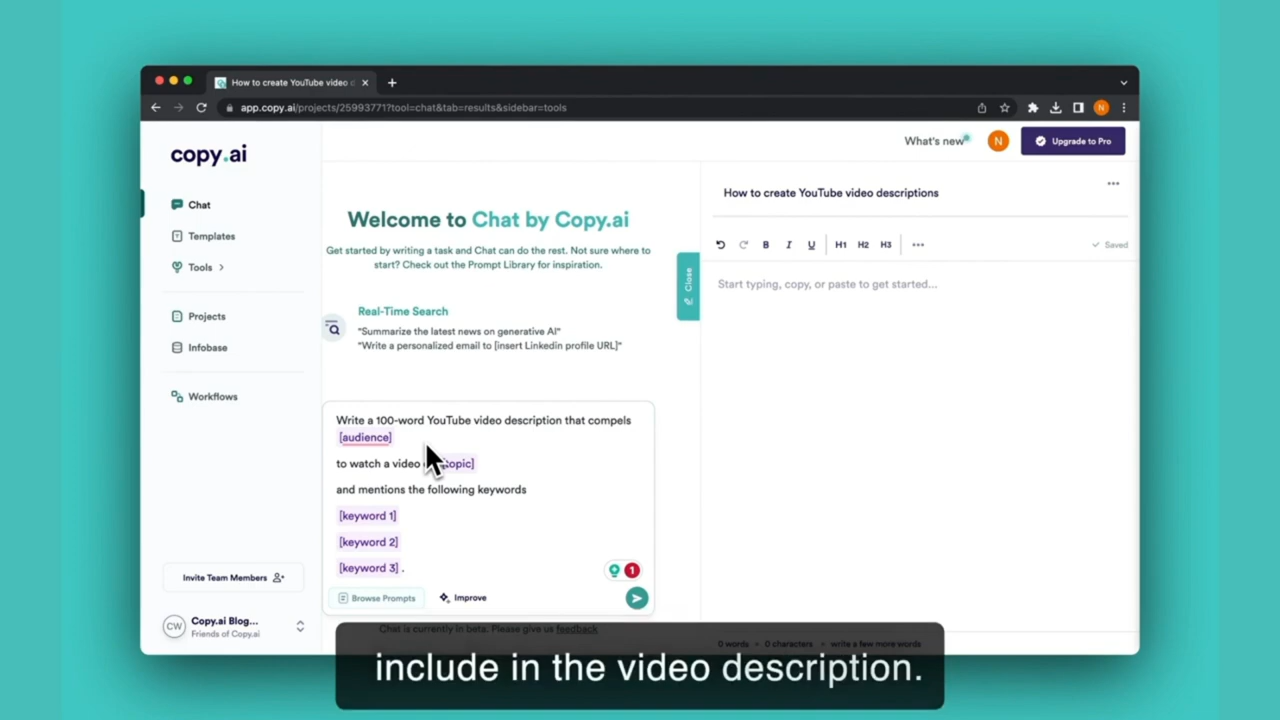 How to create YouTube video
app.copy.ai/projects/25993771?tool=chat&tab=results&sidebar=tools
N
copy.ai
What's new
N
Upgrade to Pro
Chat
Templates
Tools
Projects
Infobase
Workflows
Invite Team Members
CW
Copy.ai Blog...
Friends of Copy.ai
Welcome to Chat by Copy.ai
Get started by writing a task and Chat can do the rest. Not sure where to
start? Check out the Prompt Library for inspiration.
Real-Time Search
"Summarize the latest news on generative AI"
"Write a personalized email to [insert Linkedin profile URL]"
Write a 100-word YouTube video description that compels
[audience]
to watch a video topic]
and mentions the following keywords
[keyword 1]
[keyword 2]
[keyword 3] .
1
Browse Prompts
Improve
Chat is currently in beta. Please give us feedback
Close
How to create YouTube video descriptions
B I U H1 H2 H3
Saved
Start typing, copy, or paste to get started...
0 words • 0 characters • write a few more words
include in the video description.